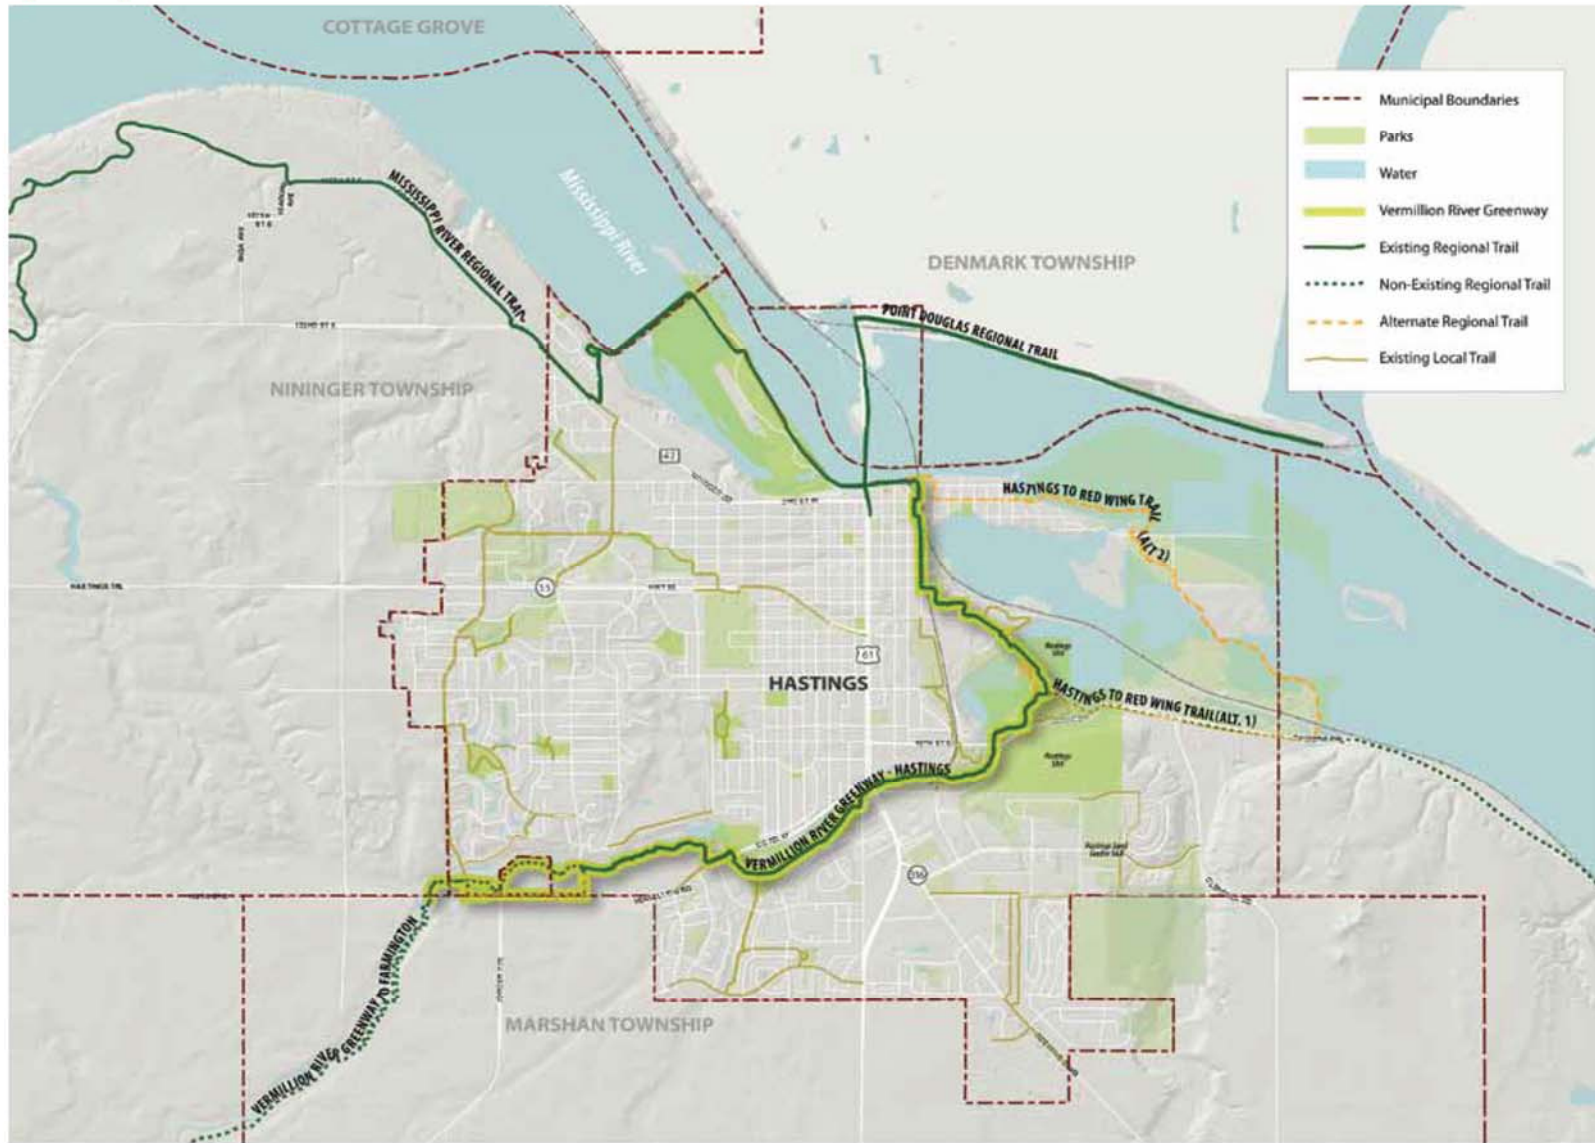 COTTAGE GROVE
Municipal Boundaries
Parks
Water
Vermillion River Greenway
Existing Regional Trail
Non-Existing Regional Trail
Alternate Regional Trail
Existing Local Trail
MISSISSIPPI RIVER REGIONAL TRAIL
Mississippi River
DENMARK TOWNSHIP
POINT DOUGLAS REGIONAL TRAIL
NININGER TOWNSHIP
HASTINGS TO RED WING TRAIL
(ALT 2)
55
61
HASTINGS
HASTINGS TO RED WING TRAIL(ALT. 1)
VERMILLION RIVER GREENWAY - HASTINGS
316
VERMILLION RIVER GREENWAY TO FARMINGTON
MARSHAN TOWNSHIP